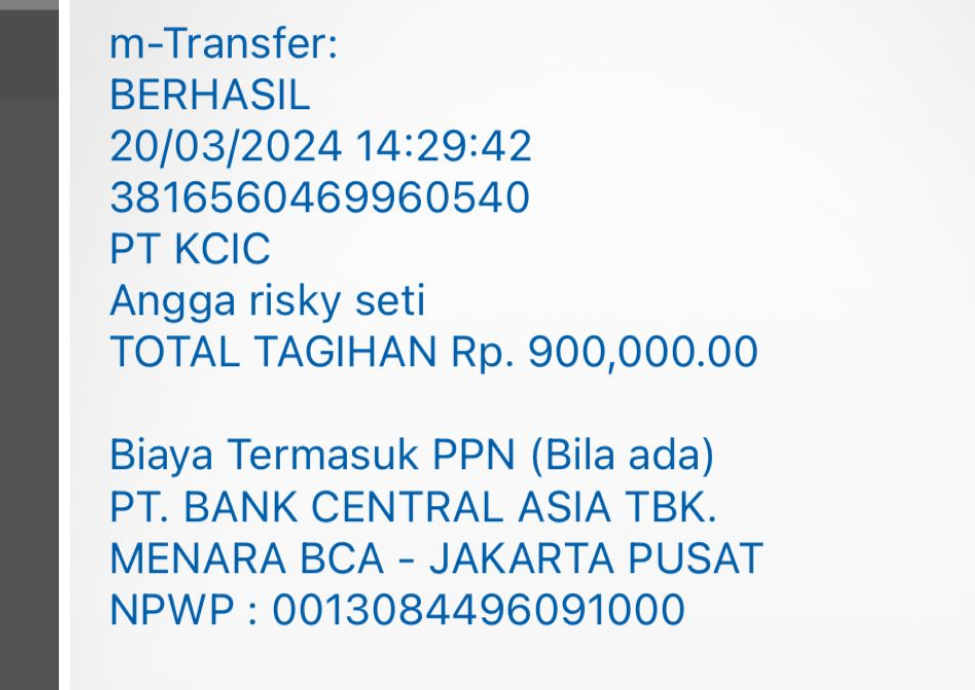 m-Transfer:
BERHASIL
20/03/2024 14:29:42
3816560469960540
PT KCIC
Angga risky seti
TOTAL TAGIHAN Rp. 900,000.00
Biaya Termasuk PPN (Bila ada)
PT. BANK CENTRAL ASIA TBK.
MENARA BCA - JAKARTA PUSAT
NPWP : 0013084496091000